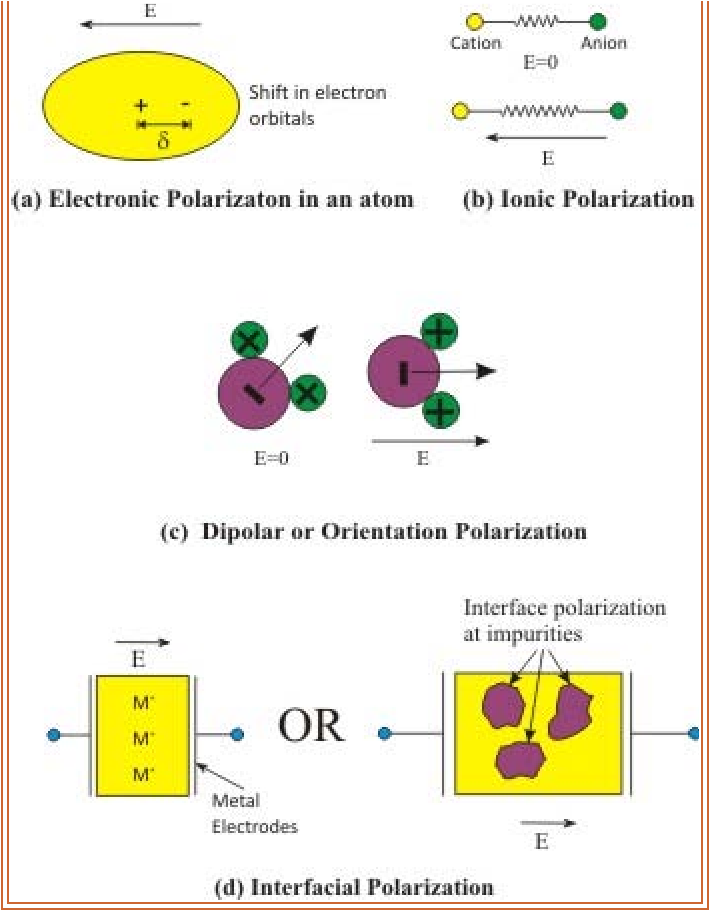 E
+ -
δ
Shift in electron
orbitals
(a) Electronic Polarizaton in an atom
Cation
Anion
E=0
E
(b) Ionic Polarization
E=0
E
(c) Dipolar or Orientation Polarization
E
M⁺
M⁺
M⁺
Metal
Electrodes
OR
Interface polarization
at impurities
E
(d) Interfacial Polarization